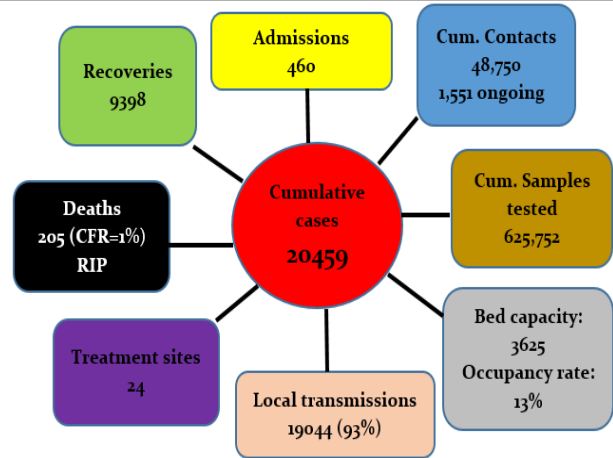 Admissions
460
Cum. Contacts
48,750
1,551 ongoing
Recoveries
9398
Cumulative
cases
20459
Cum. Samples
tested
625,752
Deaths
205 (CFR=1%)
RIP
Bed capacity:
3625
Occupancy rate:
13%
Treatment sites
24
Local transmissions
19044 (93%)